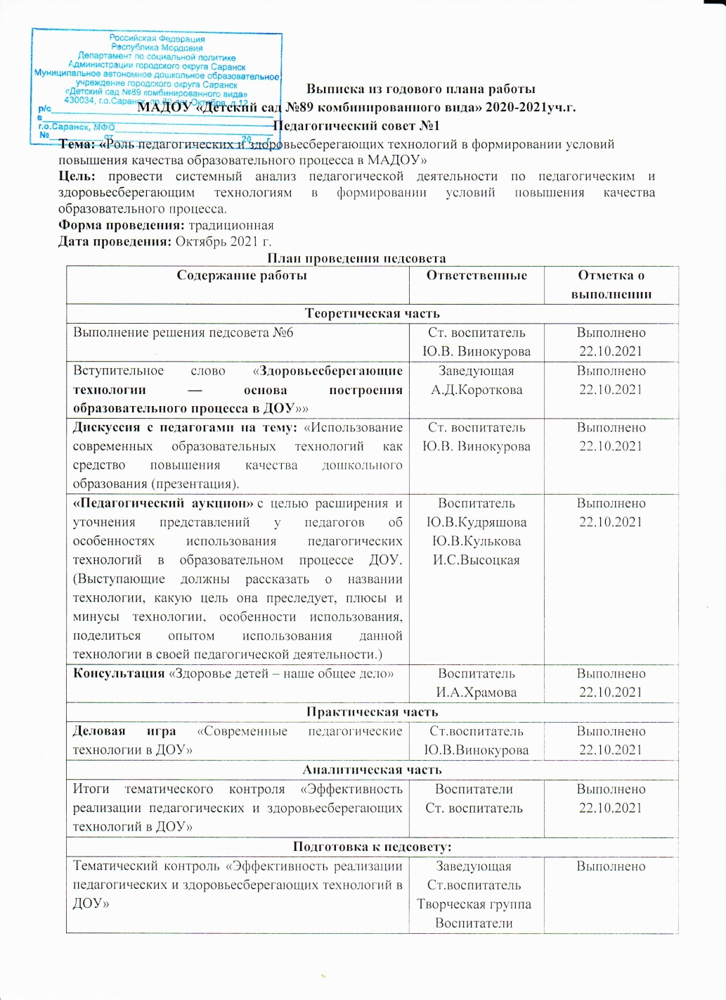 Российская Федерация
Республика Мордовия
Департамент по социальной политике
Администрации городского округа Саранск
Муниципальное автономное дошкольное образовательное
учреждение городского округа Саранск
«Детский сад №89 комбинированного вида»
430034, г.о.Саранск, пр.60 лет Октября, д.12
р/с
в
г.о.Саранск, МФО
№ от 20 г.
Выписка из годового плана работы
МАДОУ «Детский сад №89 комбинированного вида» 2020-2021уч.г.
Педагогический совет №1
Тема: «Роль педагогических и здоровьесберегающих технологий в формировании условий
повышения качества образовательного процесса в МАДОУ»
Цель: провести системный анализ педагогической деятельности по педагогическим и
здоровьесберегающим технологиям в формировании условий повышения качества
образовательного процесса.
Форма проведения: традиционная
Дата проведения: Октябрь 2021 г.
План проведения педсовета
Содержание работы Ответственные Отметка о
выполнении
Теоретическая часть
Выполнение решения педсовета №6 Ст. воспитатель Выполнено
Ю.В. Винокурова 22.10.2021
Вступительное слово «Здоровьесберегающие Заведующая Выполнено
технологии — основа построения А.Д.Короткова 22.10.2021
образовательного процесса в ДОУ»»
Дискуссия с педагогами на тему: «Использование Ст. воспитатель Выполнено
современных образовательных технологий как Ю.В. Винокурова 22.10.2021
средство повышения качества дошкольного
образования (презентация).
«Педагогический аукцион» с целью расширения и Воспитатель Выполнено
уточнения представлений у педагогов об Ю.В.Кудряшова 22.10.2021
особенностях использования педагогических Ю.В.Кулькова
технологий в образовательном процессе ДОУ. И.С.Высоцкая
(Выступающие должны рассказать о названии
технологии, какую цель она преследует, плюсы и
минусы технологии, особенности использования,
поделиться опытом использования данной
технологии в своей педагогической деятельности.)
Консультация «Здоровье детей – наше общее дело» Воспитатель Выполнено
И.А.Храмова 22.10.2021
Практическая часть
Деловая игра «Современные педагогические Ст.воспитатель Выполнено
технологии в ДОУ» Ю.В.Винокурова 22.10.2021
Аналитическая часть
Итоги тематического контроля «Эффективность Воспитатели Выполнено
реализации педагогических и здоровьесберегающих Ст. воспитатель 22.10.2021
технологий в ДОУ»
Подготовка к педсовету:
Тематический контроль «Эффективность реализации Заведующая Выполнено
педагогических и здоровьесберегающих технологий в Ст.воспитатель
ДОУ» Творческая группа
Воспитатели